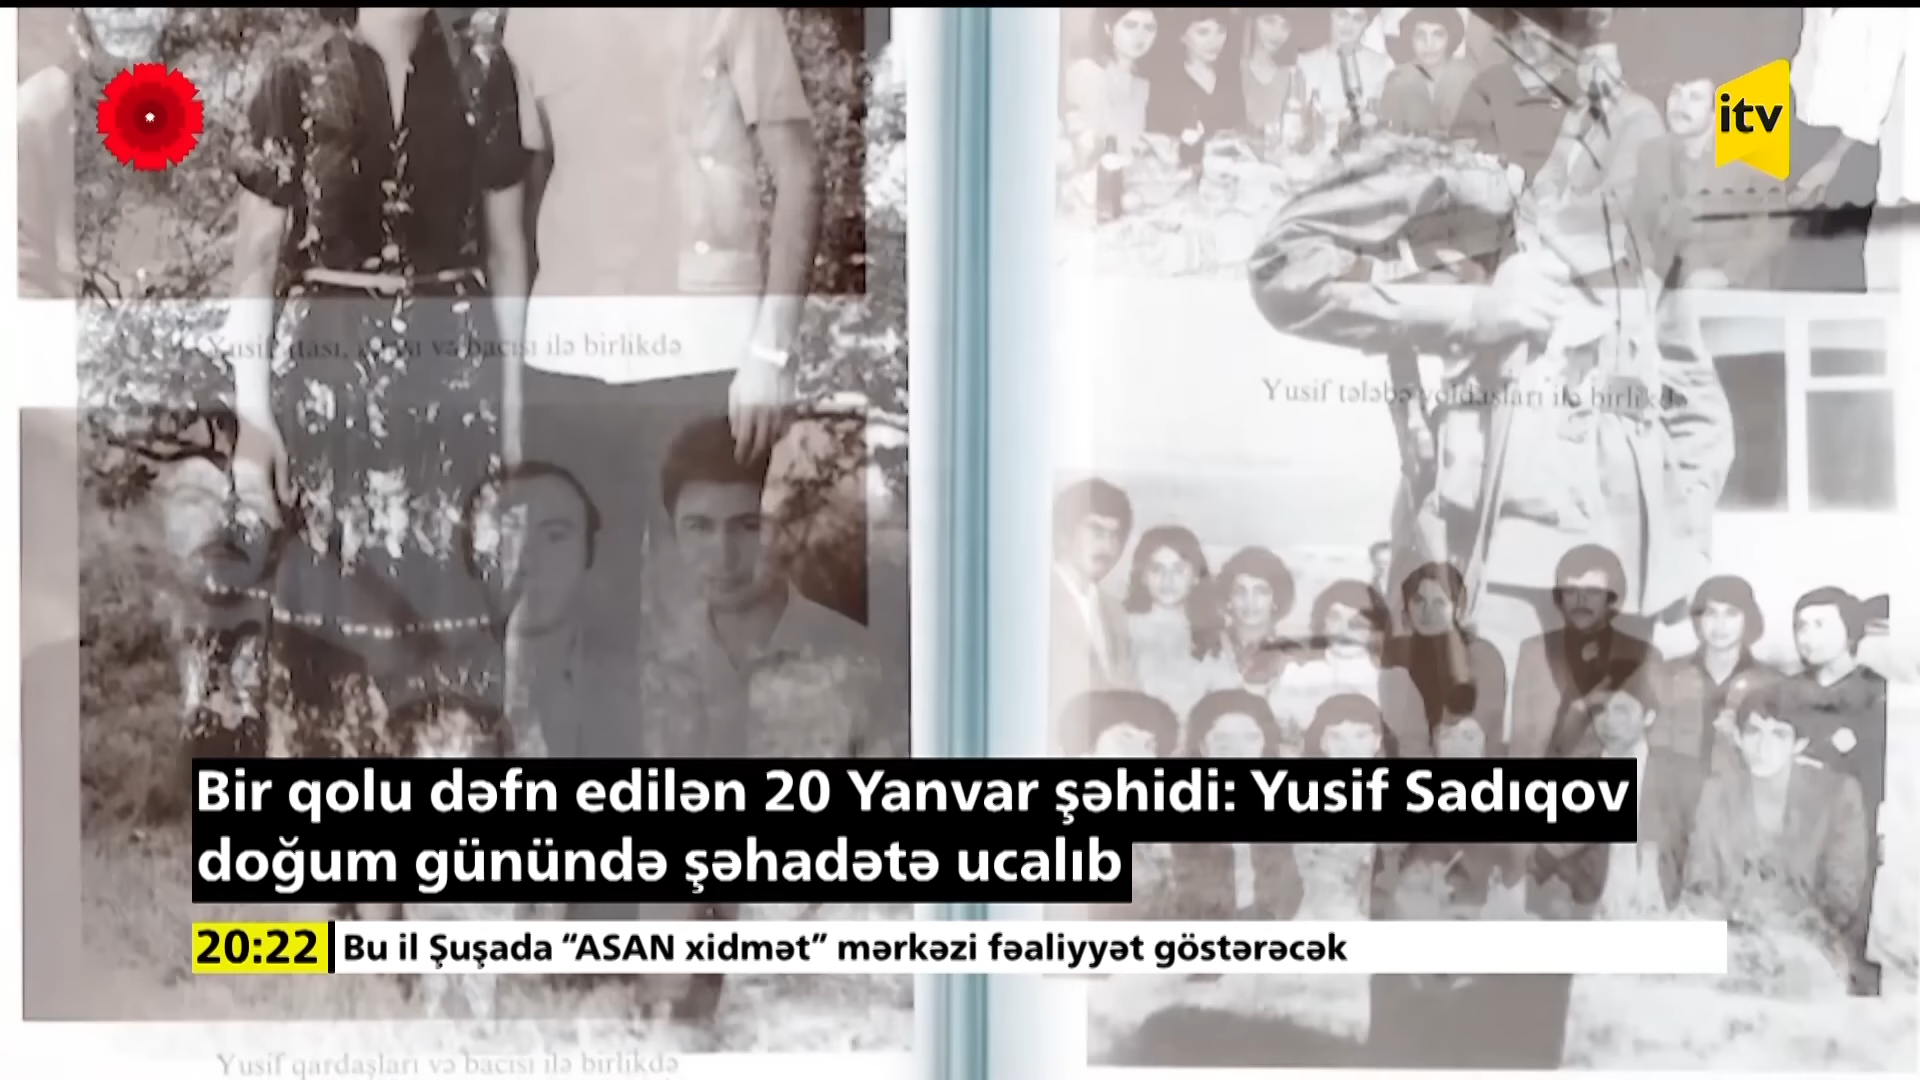 itv
Yusif atası, anası və bacısı ilə birlikdə
Yusif tələbə yoldaşları ilə birlikdə
Bir qolu dəfn edilən 20 Yanvar şəhidi: Yusif Sadıqov
doğum günündə şəhadətə ucalıb
20:22 Bu il Şuşada “ASAN xidmət” mərkəzi fəaliyyət göstərəcək
Yusif qardaşları və bacısı ilə birlikdə